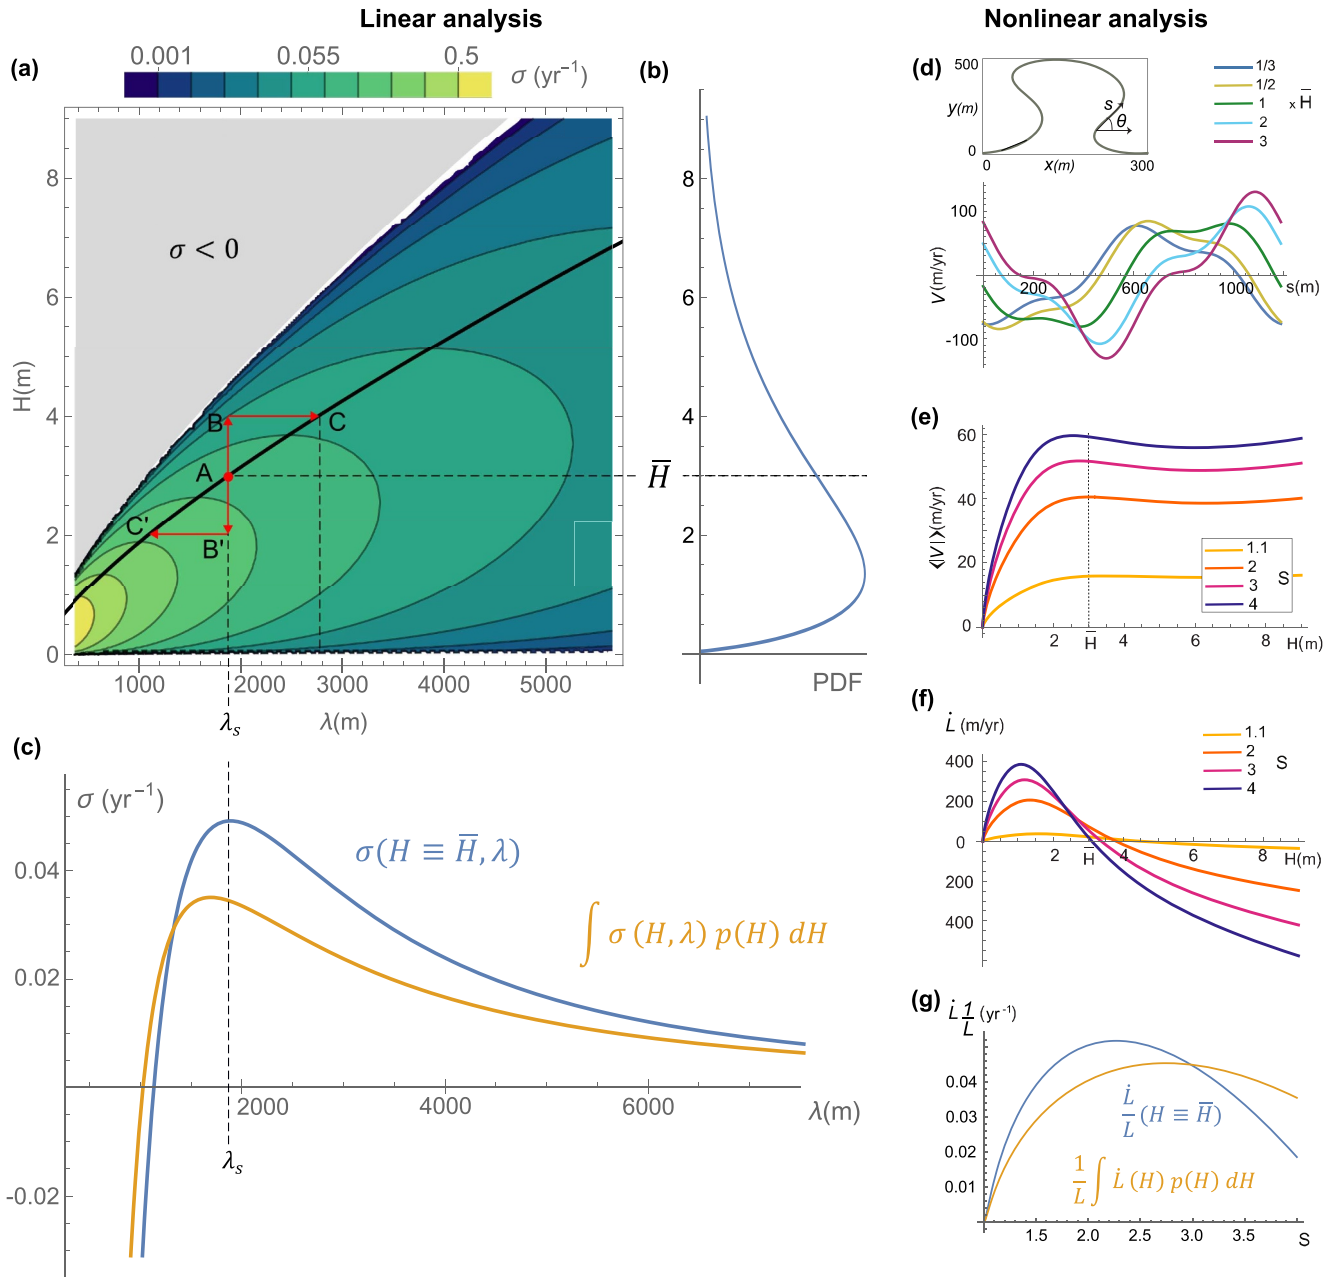 Linear analysis
Nonlinear analysis
(a)
0.001 0.055 0.5
σ (yr⁻¹)
σ < 0
H(m)
8
6
4
2
0
A
B
C
B'
C'
1000 2000 3000 4000 5000
λ(m)
λₛ
(b)
8
6
4
2
H̅
PDF
(c)
σ (yr⁻¹)
0.04
0.02
-0.02
σ(H ≡ H̅, λ)
∫ σ (H, λ) p(H) dH
2000 4000 6000
λ(m)
λₛ
(d)
500
y(m)
0
0 x(m) 300
s
θ
1/3
1/2
1 x H̅
2
3
100
-100
V(m/yr)
200 600 1000 s(m)
(e)
60
40
20
0
⟨|V|⟩(m/yr)
1.1
2
3
4
S
2 H̅ 4 6 8 H(m)
(f)
L̇ (m/yr)
1.1
2
3
4
S
400
200
0
200
400
2 H̅ 4 6 8 H(m)
(g)
L̇ 1/L (yr⁻¹)
0.04
0.03
0.02
0.01
L̇/L (H ≡ H̅)
1/L ∫ L̇ (H) p(H) dH
1.5 2.0 2.5 3.0 3.5 S